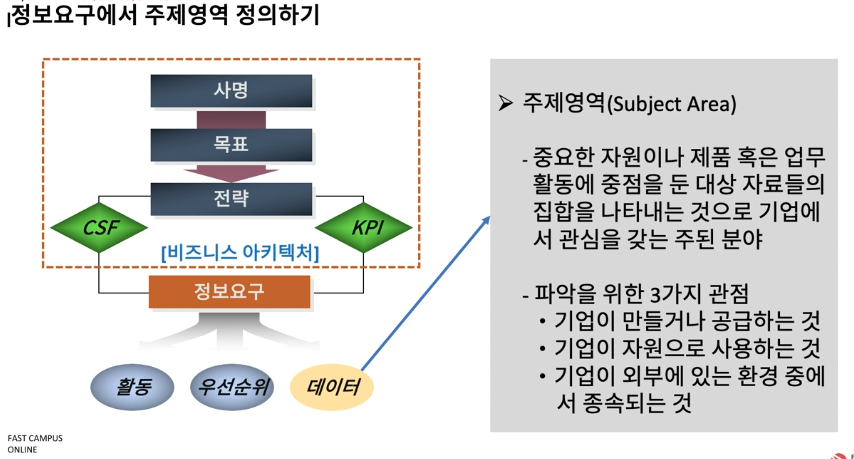 정보요구에서 주제영역 정의하기
사명
목표
전략
CSF
KPI
[비즈니스 아키텍처]
정보요구
활동
우선순위
데이터
➢ 주제영역(Subject Area)
- 중요한 자원이나 제품 혹은 업무
활동에 중점을 둔 대상 자료들의
집합을 나타내는 것으로 기업에
서 관심을 갖는 주된 분야
- 파악을 위한 3가지 관점
• 기업이 만들거나 공급하는 것
• 기업이 자원으로 사용하는 것
• 기업이 외부에 있는 환경 중에
서 종속되는 것
FAST CAMPUS
ONLINE